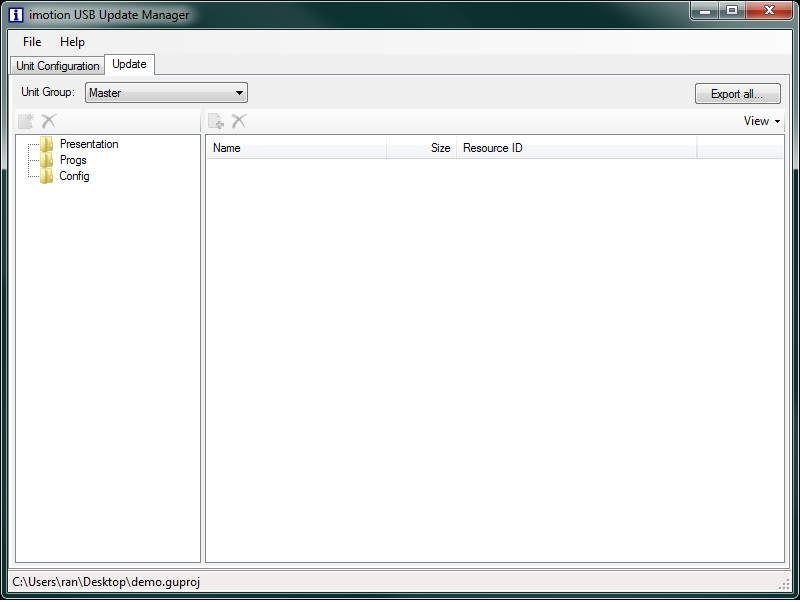 imotion USB Update Manager
File Help
Unit Configuration Update
Unit Group: Master Export all...
View
Presentation
Progs
Config
Name Size Resource ID
C:\Users\ran\Desktop\demo.guproj